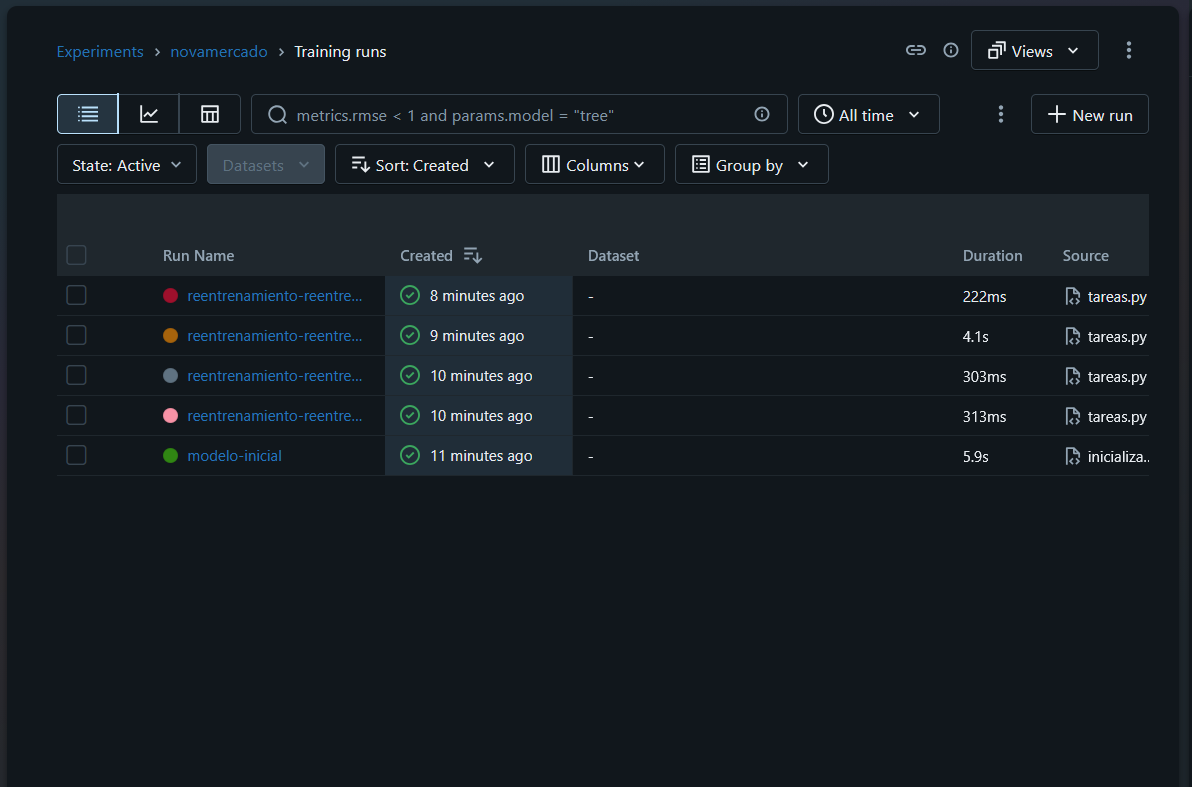 Experiments > novamercado > Training runs
Views
metrics.rmse < 1 and params.model = "tree"
All time
New run
State: Active
Datasets
Sort: Created
Columns
Group by
Run Name Created Dataset Duration Source
reentrenamiento-reentre... 8 minutes ago - 222ms tareas.py
reentrenamiento-reentre... 9 minutes ago - 4.1s tareas.py
reentrenamiento-reentre... 10 minutes ago - 303ms tareas.py
reentrenamiento-reentre... 10 minutes ago - 313ms tareas.py
modelo-inicial 11 minutes ago - 5.9s inicializa..